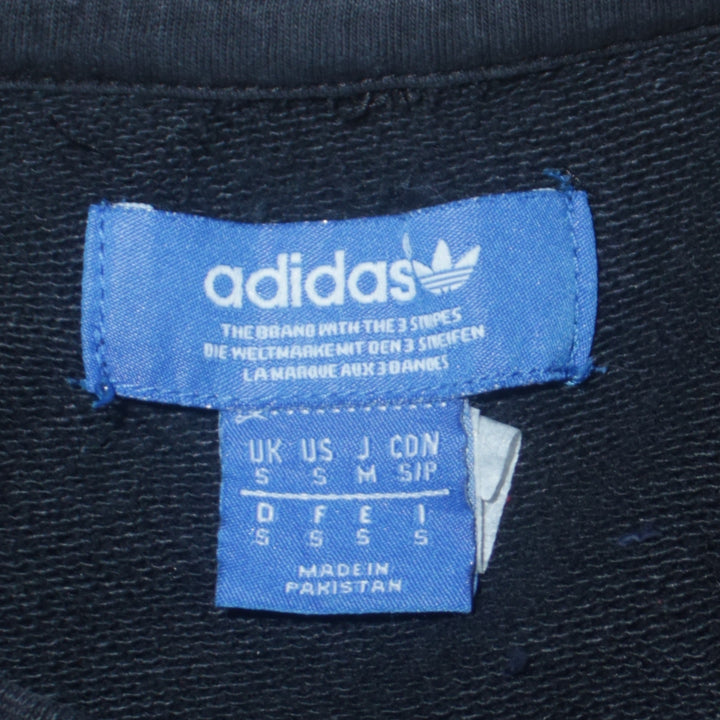 adidas
THE BRAND WITH THE 3 STRIPES
DIE WELTMARKE MIT DEN 3 STREIFEN
LA MARQUE AUX 3 BANDES
UK US J CDN
S S M S/P
D F E I
S S S S
MADE IN
PAKISTAN